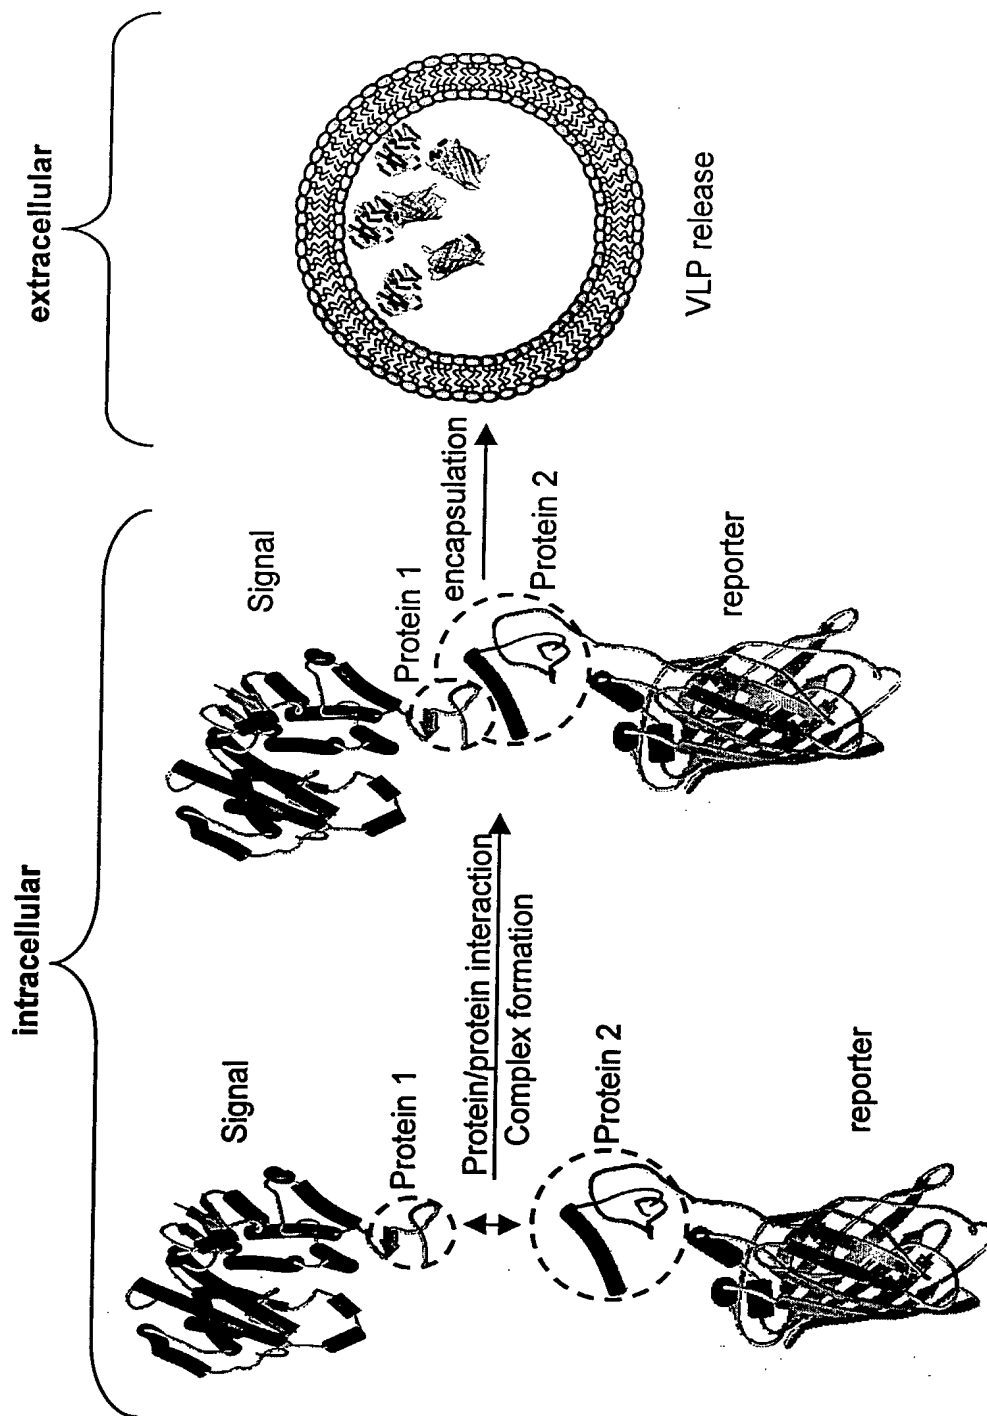 intracellular
extracellular
Signal
Protein 1
Protein 2
reporter
Protein/protein interaction
Complex formation
Signal
Protein 1
Protein 2
reporter
encapsulation
VLP release